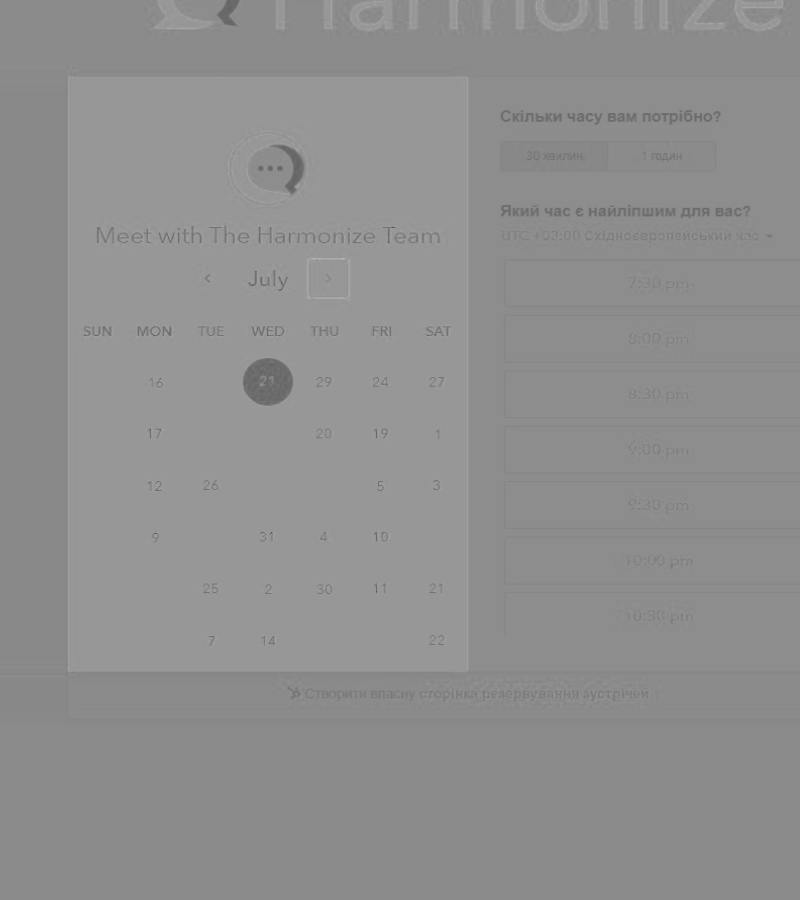 Harmonize
Meet with The Harmonize Team
July
SUN MON TUE WED THU FRI SAT
16 21 29 24 27
17 20 19 1
12 26 5 3
9 31 4 10
25 2 30 11 21
7 14 22
Скільки часу вам потрібно?
30 хвилин 1 годин
Який час є найліпшим для вас?
UTC +03:00 Східноєвропейський час
7:30 pm
8:00 pm
8:30 pm
9:00 pm
9:30 pm
10:00 pm
10:30 pm
Створити власну сторінка резервування зустрічей